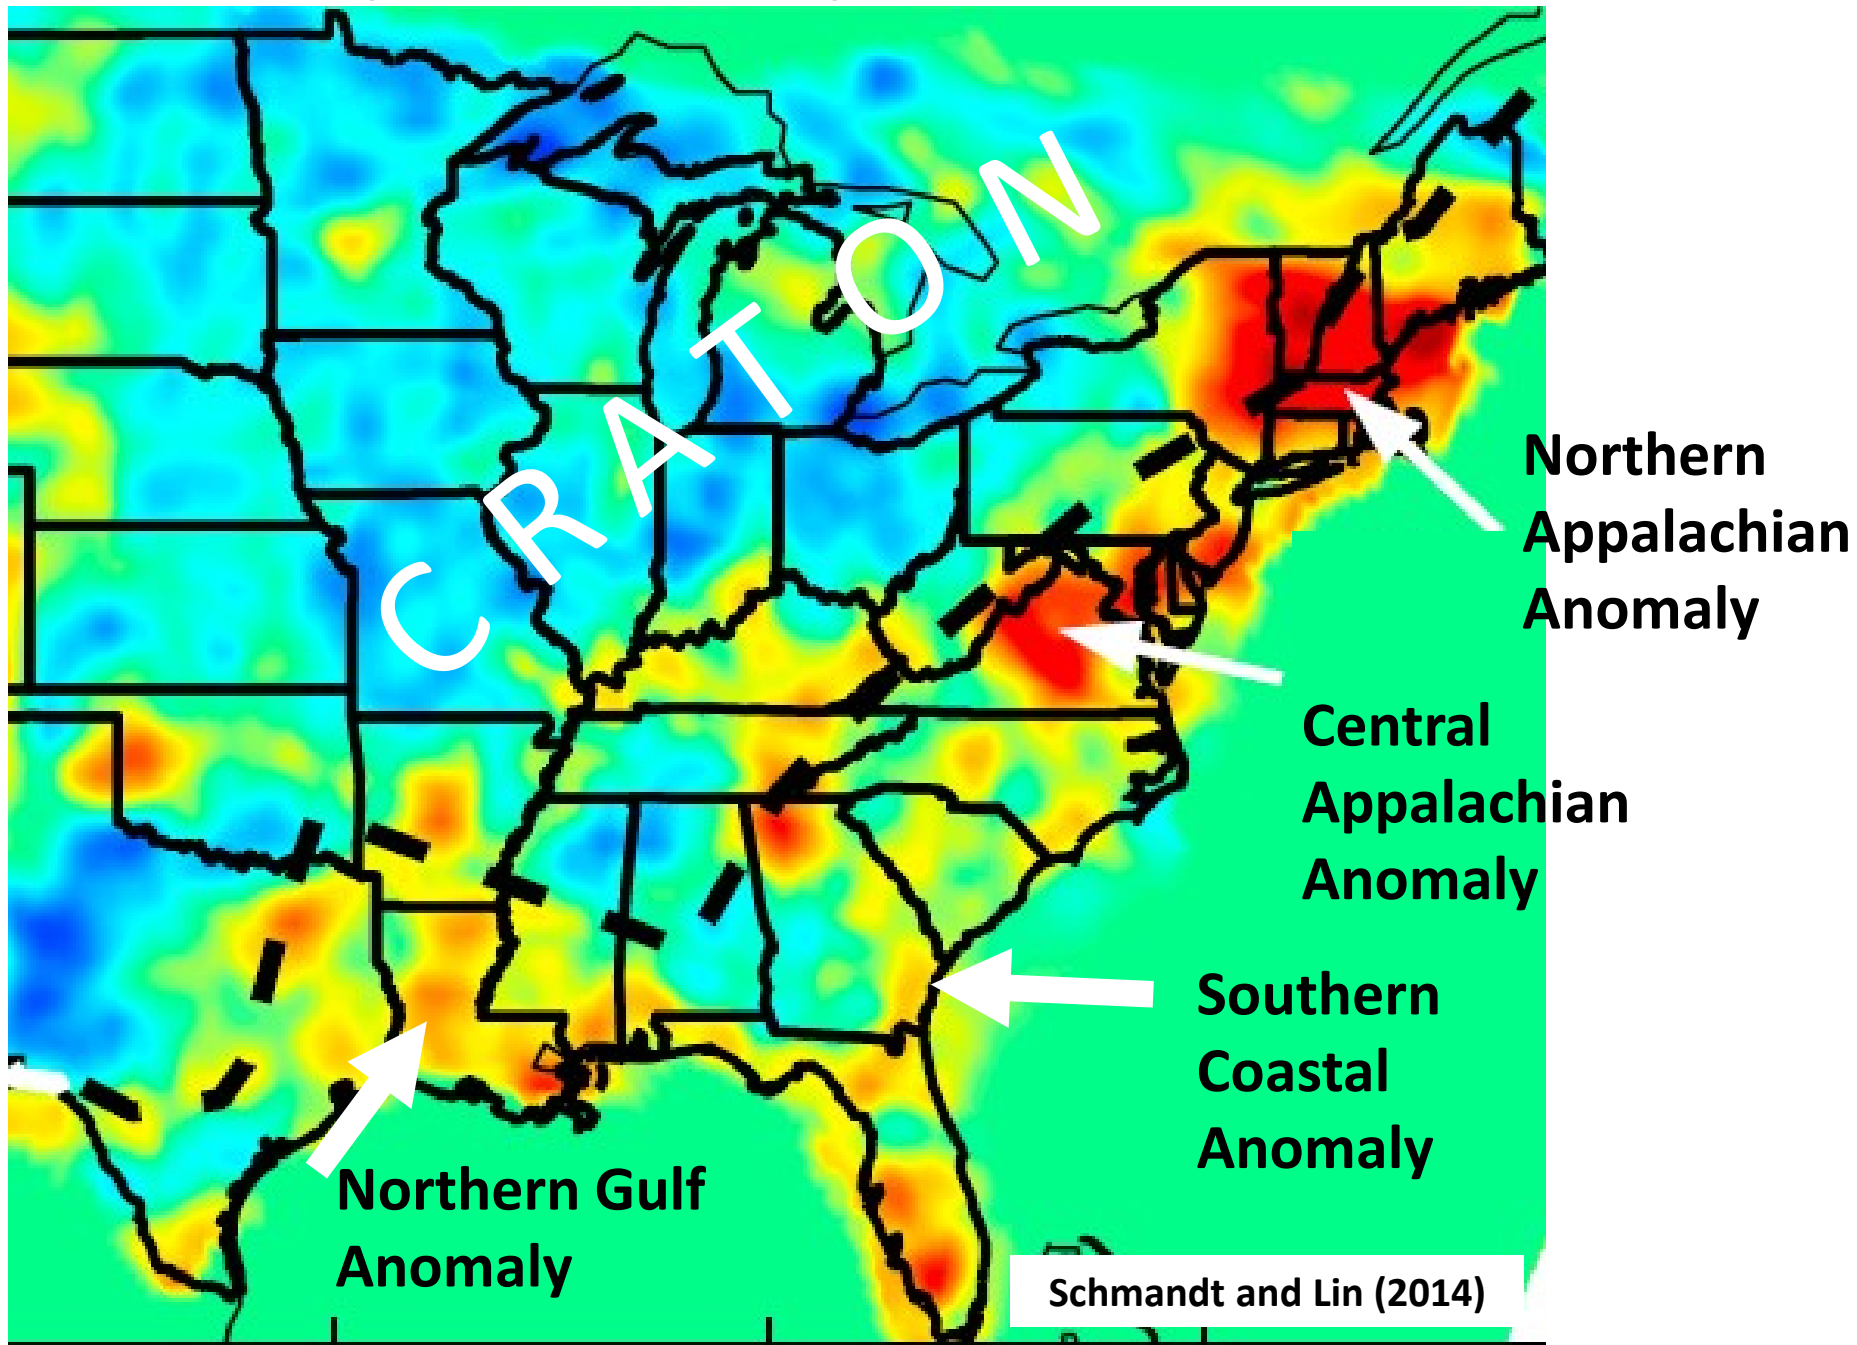 CRATON
Northern
Appalachian
Anomaly
Central
Appalachian
Anomaly
Southern
Coastal
Anomaly
Northern Gulf
Anomaly
Schmandt and Lin (2014)